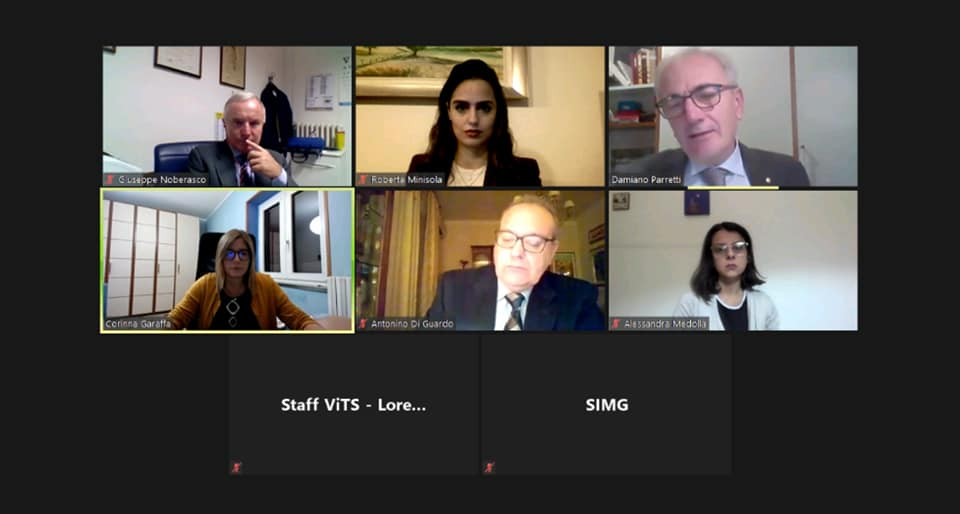 Giuseppe Noberasco
Roberta Minisola
Damiano Parretti
Corinna Garaffa
Antonino Di Guardo
Alessandra Medolla
Staff ViTS - Lore...
SIMG